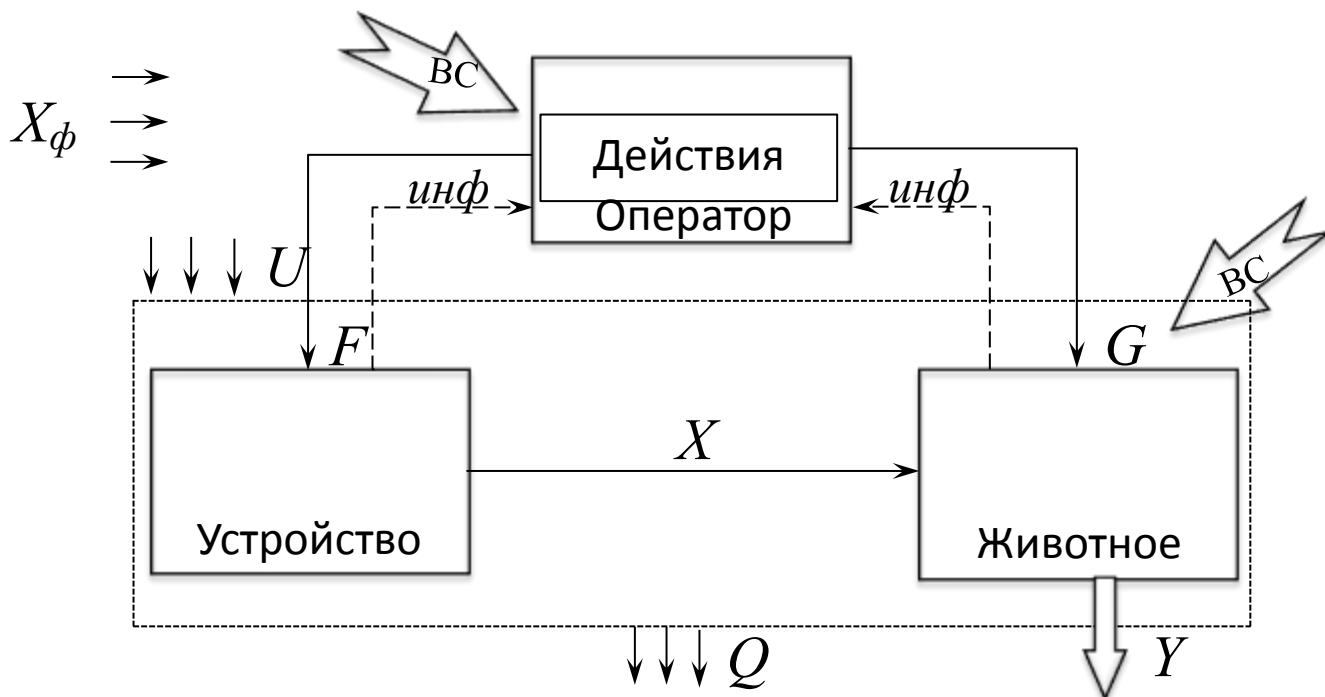 ВС
Xф
Действия
инф
инф
Оператор
U
ВС
F
G
X
Устройство
Животное
Q
Y